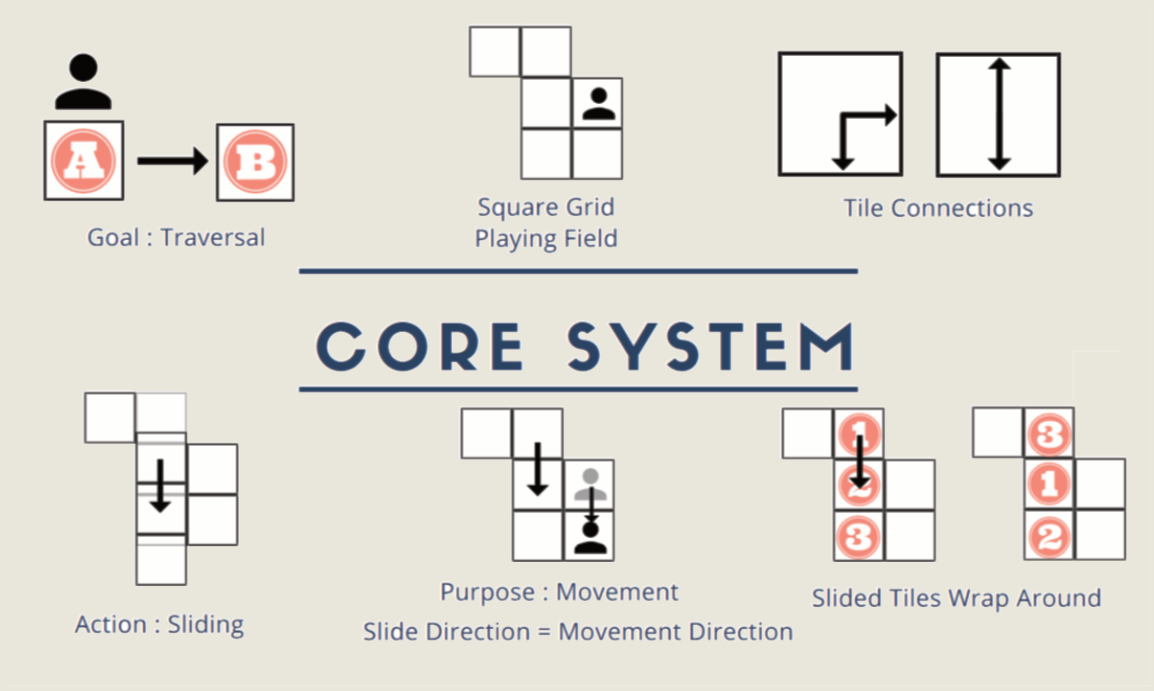 A
B
Goal : Traversal
Square Grid
Playing Field
Tile Connections
CORE SYSTEM
Action : Sliding
Purpose : Movement
Slide Direction = Movement Direction
1
2
3
3
1
2
Slided Tiles Wrap Around